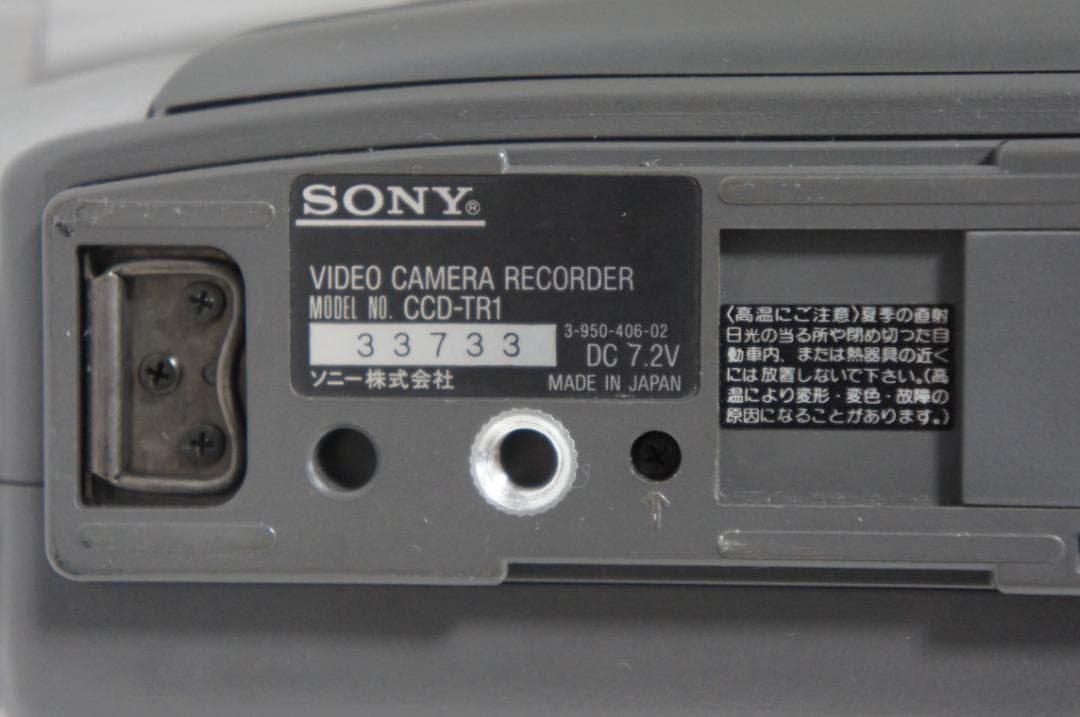 SONY®
VIDEO CAMERA RECORDER
MODEL NO. CCD-TR1
3-950-406-02
33733
DC 7.2V
ソニー株式会社
MADE IN JAPAN
〈高温にご注意〉夏季の直射
日光の当る所や閉め切った自
動車内、または熱器具の近く
には放置しないで下さい。(高
温により変形・変色・故障の
原因になることがあります。)